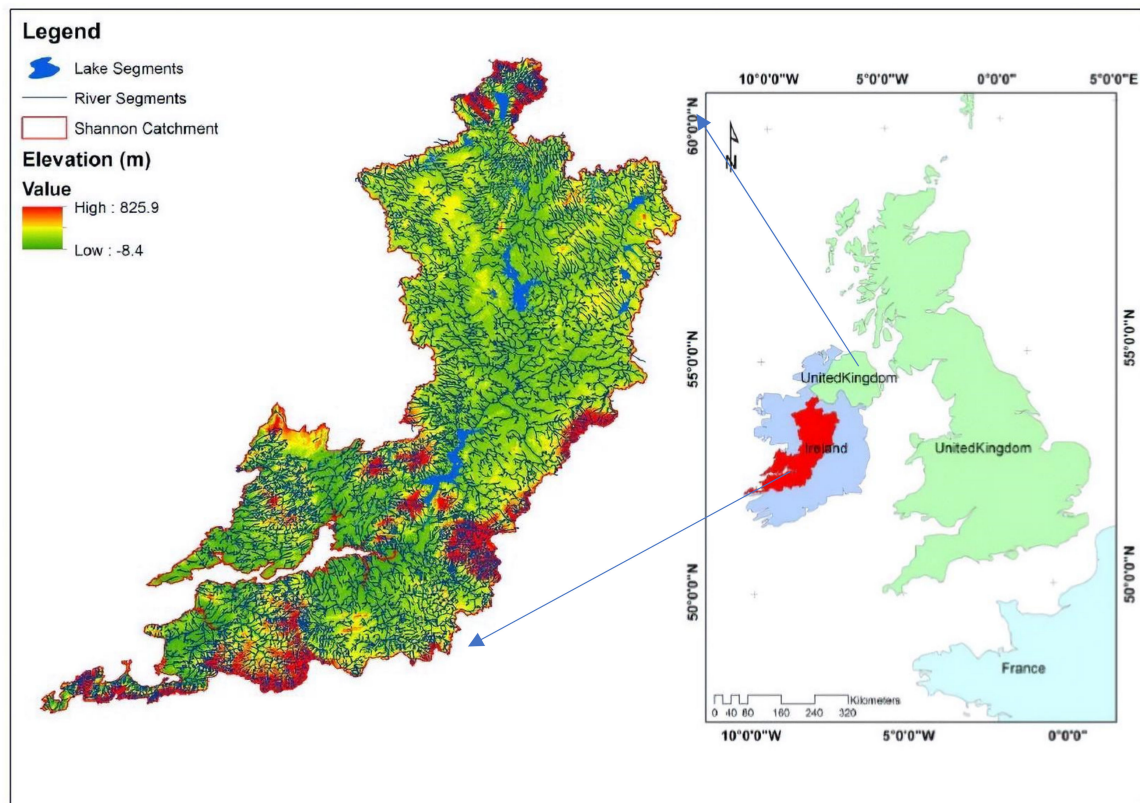 Legend
Lake Segments
River Segments
Shannon Catchment
Elevation (m)
Value
High : 825.9
Low : -8.4
10°0'0"W 5°0'0"W 0°0'0" 5°0'0"E
60°0'0"N
N
55°0'0"N
55°0'0"N
UnitedKingdom
Ireland
UnitedKingdom
50°0'0"N
50°0'0"N
France
Kilometers
0 40 80 160 240 320
10°0'0"W 5°0'0"W 0°0'0"